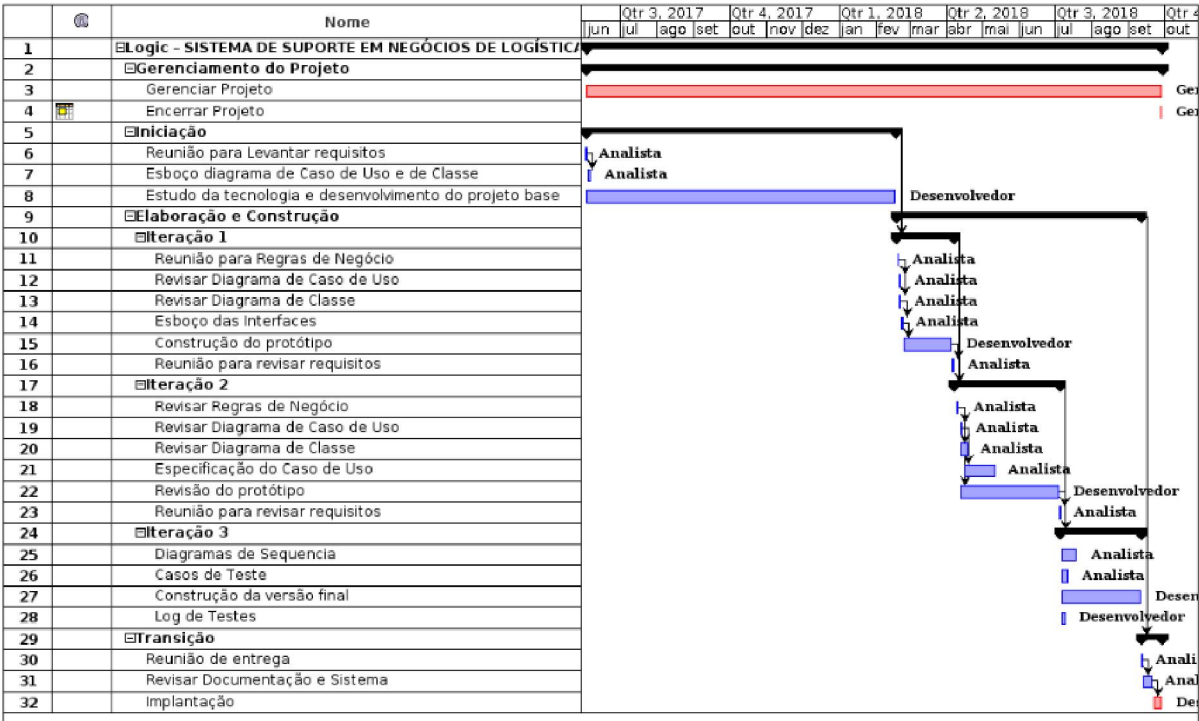 Nome
Qtr 3, 2017 Qtr 4, 2017 Qtr 1, 2018 Qtr 2, 2018 Qtr 3, 2018 Qtr 4
jun jul ago set out nov dez jan fev mar abr mai jun jul ago set out
1 Logic - SISTEMA DE SUPORTE EM NEGÓCIOS DE LOGÍSTICA
2 Gerenciamento do Projeto
3 Gerenciar Projeto Ger
4 Encerrar Projeto Ger
5 Iniciação
6 Reunião para Levantar requisitos Analista
7 Esboço diagrama de Caso de Uso e de Classe Analista
8 Estudo da tecnologia e desenvolvimento do projeto base Desenvolvedor
9 Elaboração e Construção
10 Iteração 1
11 Reunião para Regras de Negócio Analista
12 Revisar Diagrama de Caso de Uso Analista
13 Revisar Diagrama de Classe Analista
14 Esboço das Interfaces Analista
15 Construção do protótipo Desenvolvedor
16 Reunião para revisar requisitos Analista
17 Iteração 2
18 Revisar Regras de Negócio Analista
19 Revisar Diagrama de Caso de Uso Analista
20 Revisar Diagrama de Classe Analista
21 Especificação do Caso de Uso Analista
22 Revisão do protótipo Desenvolvedor
23 Reunião para revisar requisitos Analista
24 Iteração 3
25 Diagramas de Sequencia Analista
26 Casos de Teste Analista
27 Construção da versão final Desen
28 Log de Testes Desenvolvedor
29 Transição
30 Reunião de entrega Anali
31 Revisar Documentação e Sistema Anal
32 Implantação De